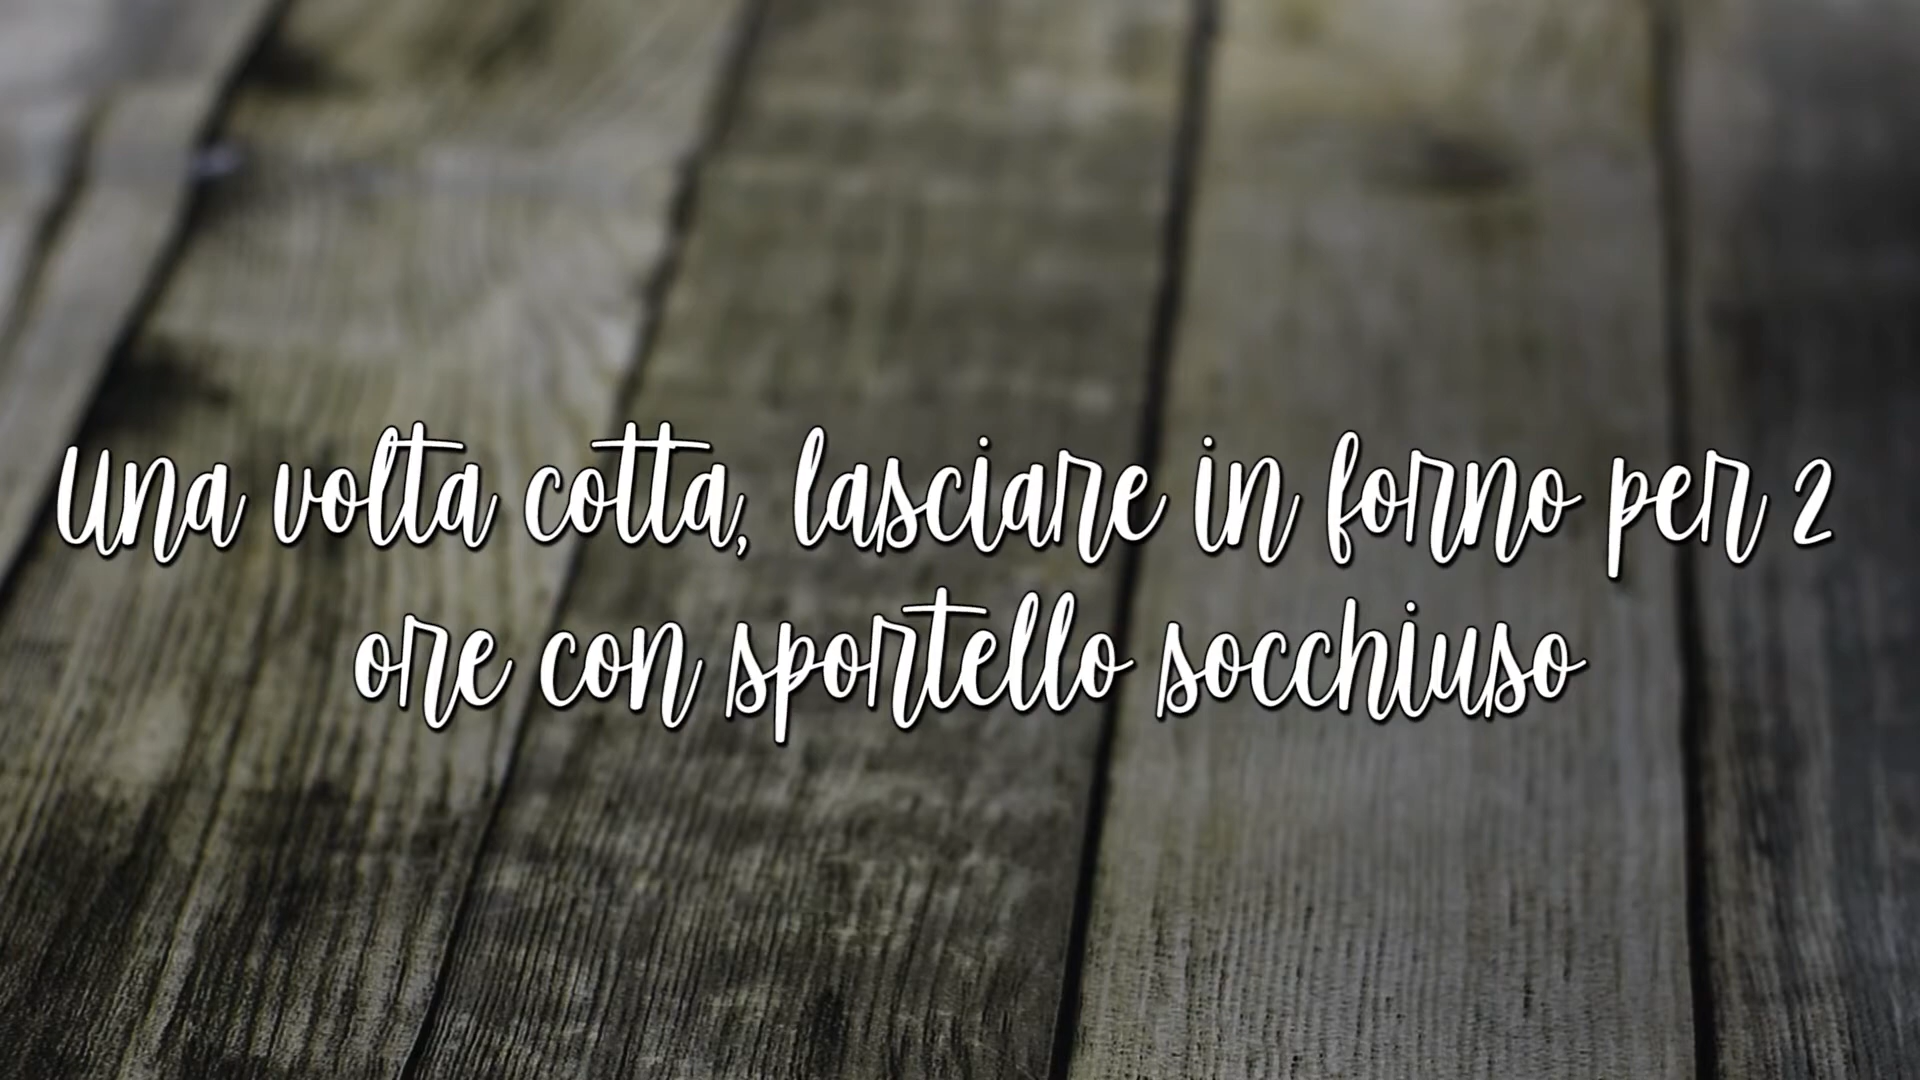 Una volta cotta, lasciare in forno per 2
ore con sportello socchiuso